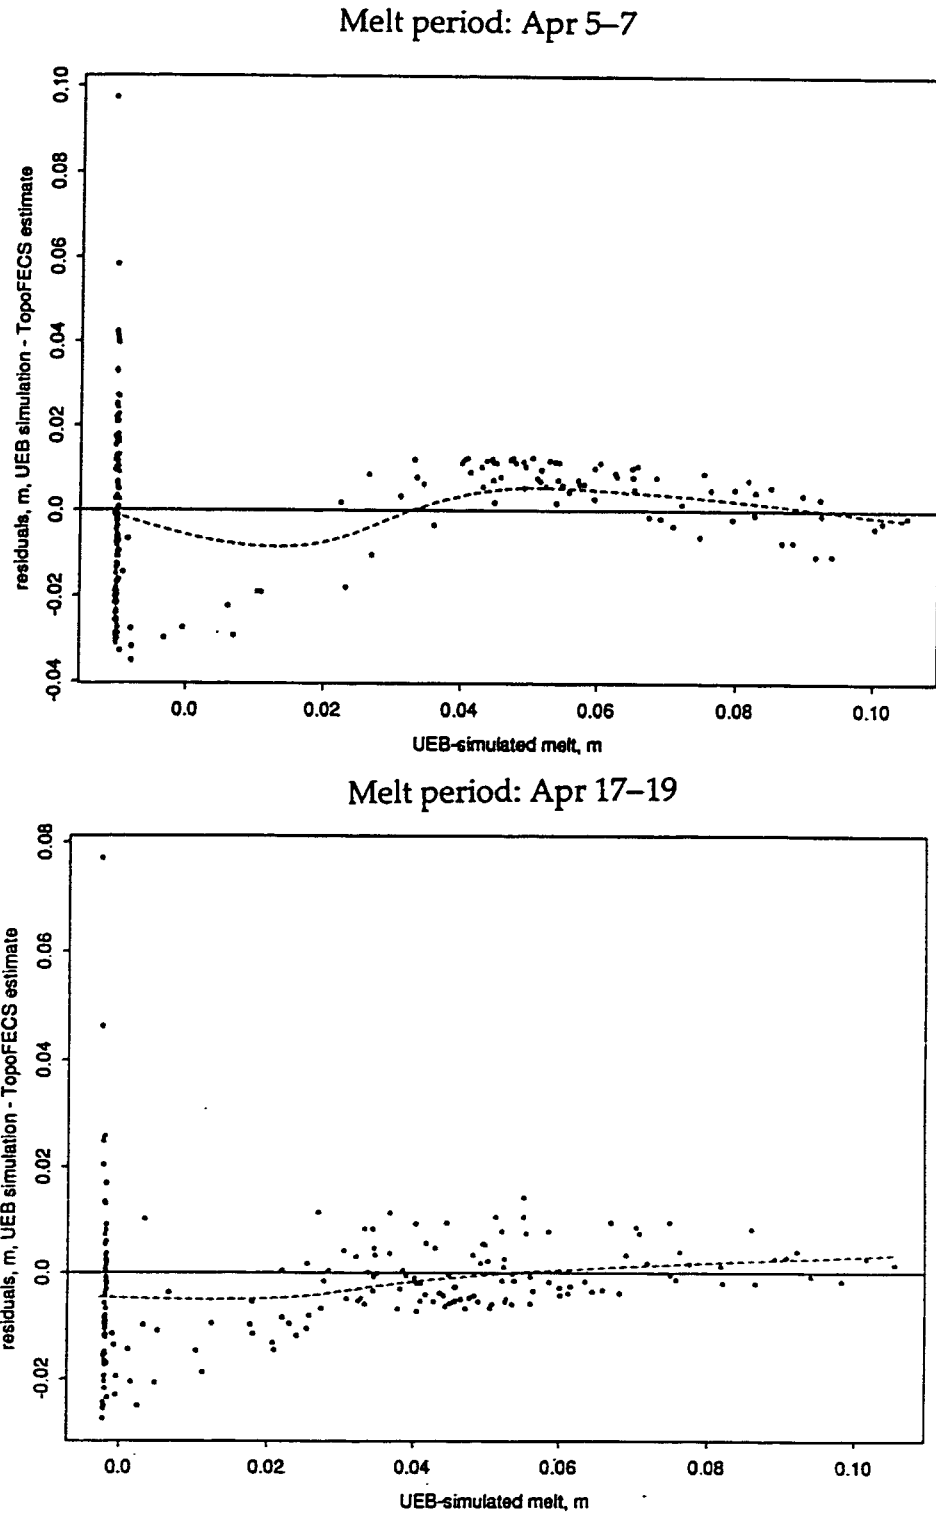 Melt period: Apr 5–7
residuals, m, UEB simulation - TopoFECS estimate
0.10
0.08
0.06
0.04
0.02
0.0
-0.02
-0.04
0.0 0.02 0.04 0.06 0.08 0.10
UEB-simulated melt, m
Melt period: Apr 17–19
residuals, m, UEB simulation - TopoFECS estimate
0.08
0.06
0.04
0.02
0.0
-0.02
0.0 0.02 0.04 0.06 0.08 0.10
UEB-simulated melt, m